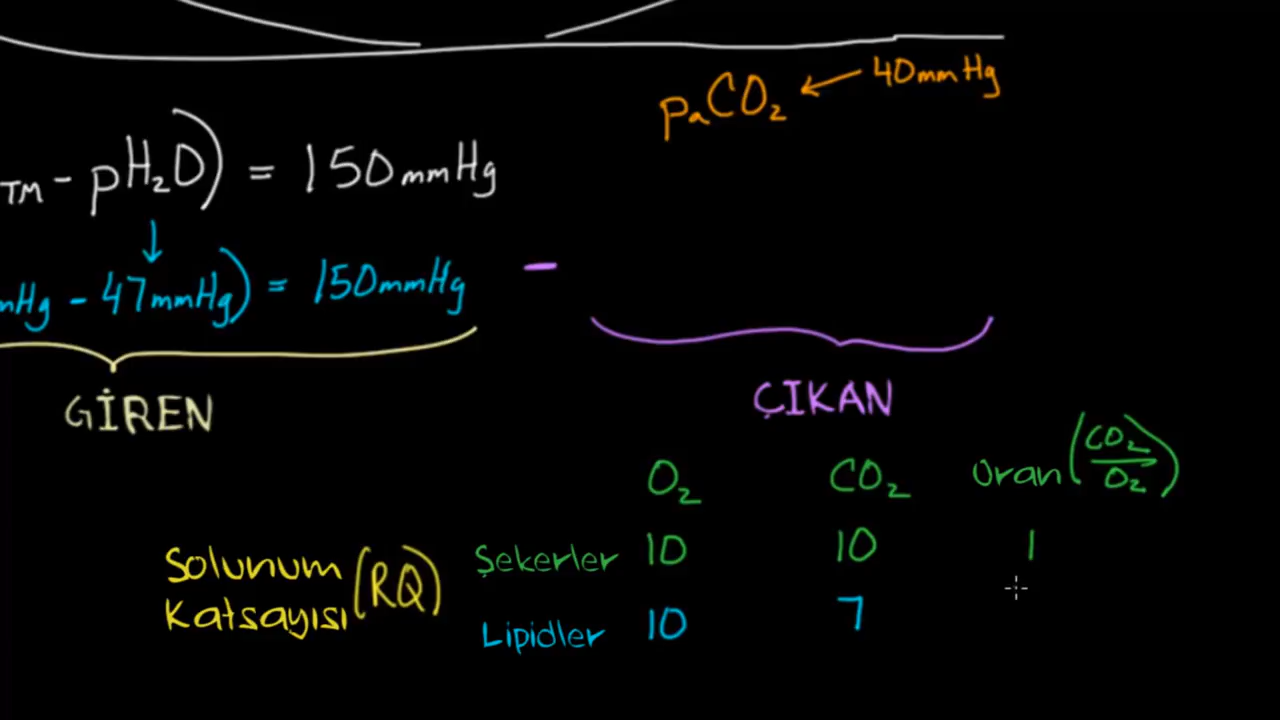 PaCO₂ ← 40mmHg
TM - pH₂O) = 150mmHg
mHg - 47mmHg) = 150mmHg -
GİREN
ÇIKAN
O₂ CO₂ Oran (CO₂/O₂)
Solunum Katsayısı (RQ)
Şekerler 10 10 1
Lipidler 10 7